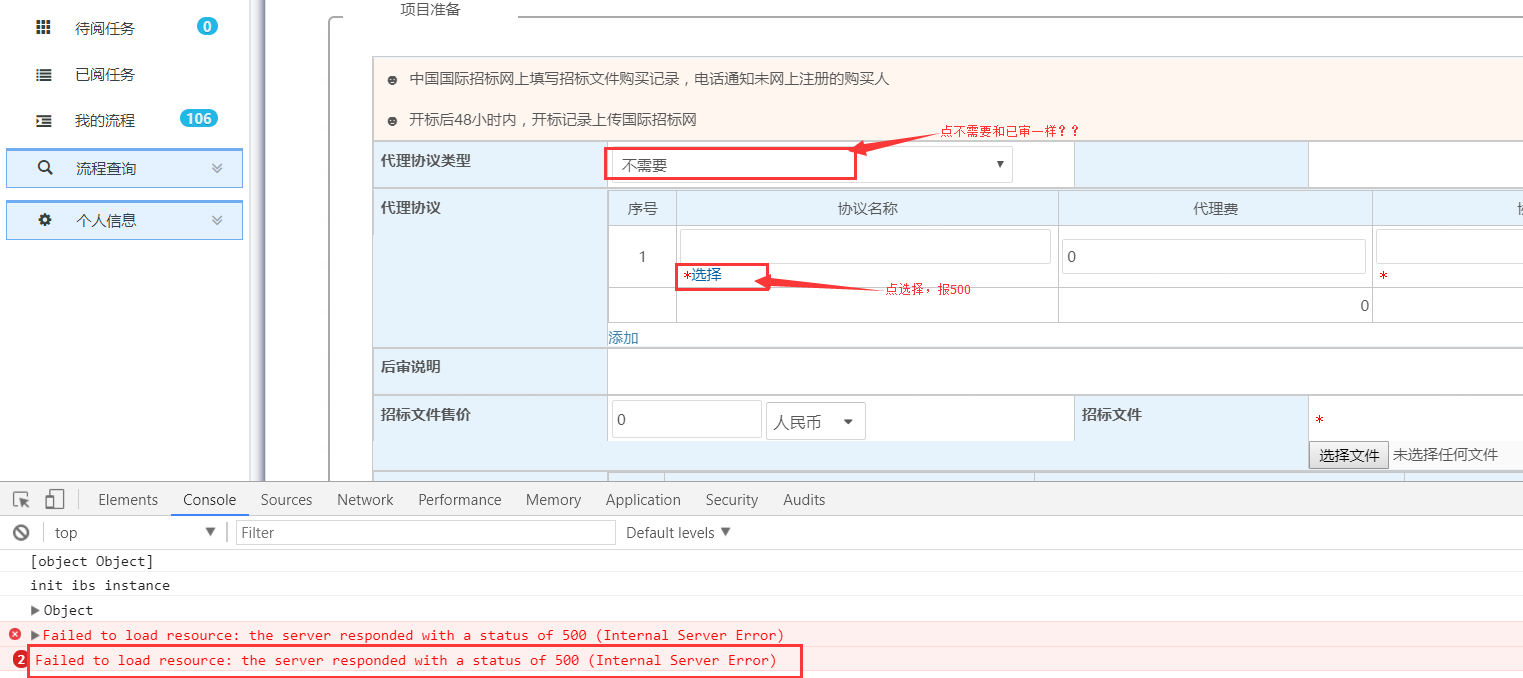 项目准备
待阅任务 0
已阅任务
我的流程 106
流程查询
个人信息
中国国际招标网上填写招标文件购买记录，电话通知未网上注册的购买人
开标后48小时内，开标记录上传国际招标网
点不需要和已审一样？？
代理协议类型 不需要
代理协议 序号 协议名称 代理费
1 0
*选择 *
点选择，报500
0
添加
后审说明
招标文件售价 0 人民币 招标文件 *
选择文件 未选择任何文件
Elements Console Sources Network Performance Memory Application Security Audits
top Filter Default levels
[object Object]
init ibs instance
Object
Failed to load resource: the server responded with a status of 500 (Internal Server Error)
2 Failed to load resource: the server responded with a status of 500 (Internal Server Error)